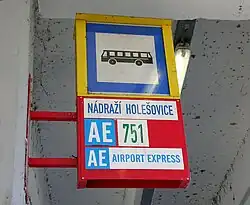 NÁDRAŽÍ HOLEŠOVICE
AE 751
AE AIRPORT EXPRESS